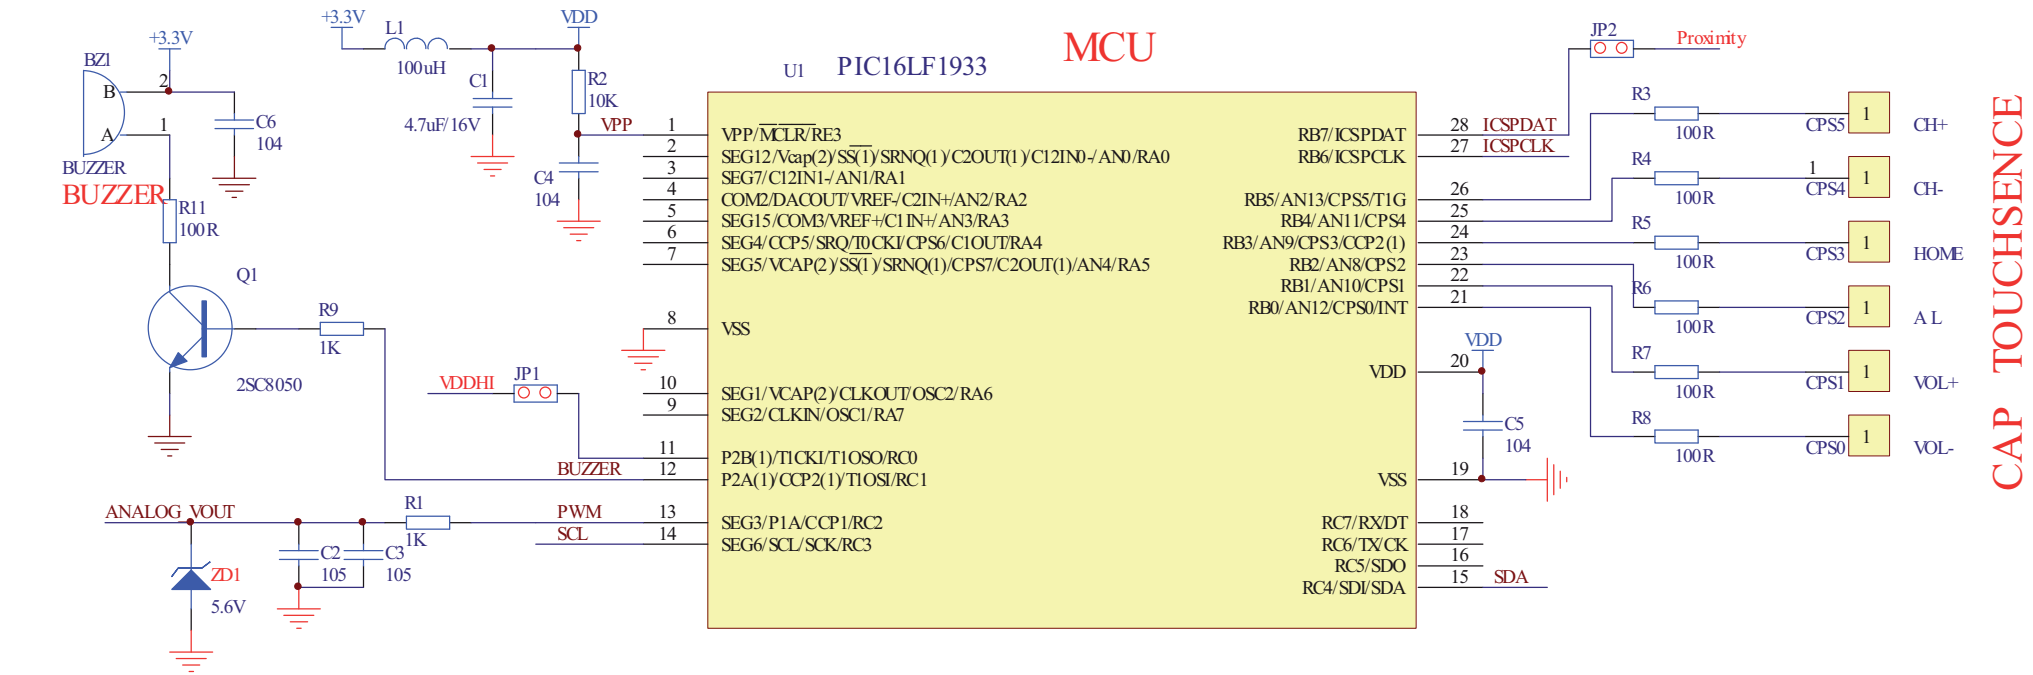 MCU
U1 PIC16LF1933
+3.3V
BZ1
B
2
A
1
BUZZER
BUZZER
C6
104
R11
100R
Q1
2SC8050
R9
1K
+3.3V
L1
100uH
C1
4.7uF/16V
VDD
R2
10K
VPP
C4
104
VDDHI
JP1
BUZZER
ANALOG_VOUT
R1
1K
PWM
SCL
C2
105
C3
105
ZD1
5.6V
1 VPP/MCLR/RE3
2 SEG12/Vcap(2)/SS(1)/SRNQ(1)/C2OUT(1)/C12IN0-/AN0/RA0
3 SEG7/C12IN1-/AN1/RA1
4 COM2/DACOUT/VREF-/C2IN+/AN2/RA2
5 SEG15/COM3/VREF+/C1IN+/AN3/RA3
6 SEG4/CCP5/SRQ/T0CKI/CPS6/C1OUT/RA4
7 SEG5/VCAP(2)/SS(1)/SRNQ(1)/CPS7/C2OUT(1)/AN4/RA5
8 VSS
10 SEG1/VCAP(2)/CLKOUT/OSC2/RA6
9 SEG2/CLKIN/OSC1/RA7
11 P2B(1)/T1CKI/T1OSO/RC0
12 P2A(1)/CCP2(1)/T1OSI/RC1
13 SEG3/P1A/CCP1/RC2
14 SEG6/SCL/SCK/RC3
RB7/ICSPDAT 28 ICSPDAT
RB6/ICSPCLK 27 ICSPCLK
RB5/AN13/CPS5/T1G 26
RB4/AN11/CPS4 25
RB3/AN9/CPS3/CCP2(1) 24
RB2/AN8/CPS2 23
RB1/AN10/CPS1 22
RB0/AN12/CPS0/INT 21
VDD 20
VSS 19
RC7/RX/DT 18
RC6/TX/CK 17
RC5/SDO 16
RC4/SDI/SDA 15 SDA
VDD
C5
104
JP2
Proximity
R3
100R
CPS5 1 CH+
R4
100R
1
CPS4 1 CH-
R5
100R
CPS3 1 HOME
R6
100R
CPS2 1 AL
R7
100R
CPS1 1 VOL+
R8
100R
CPS0 1 VOL-
CAP TOUCHSENCE